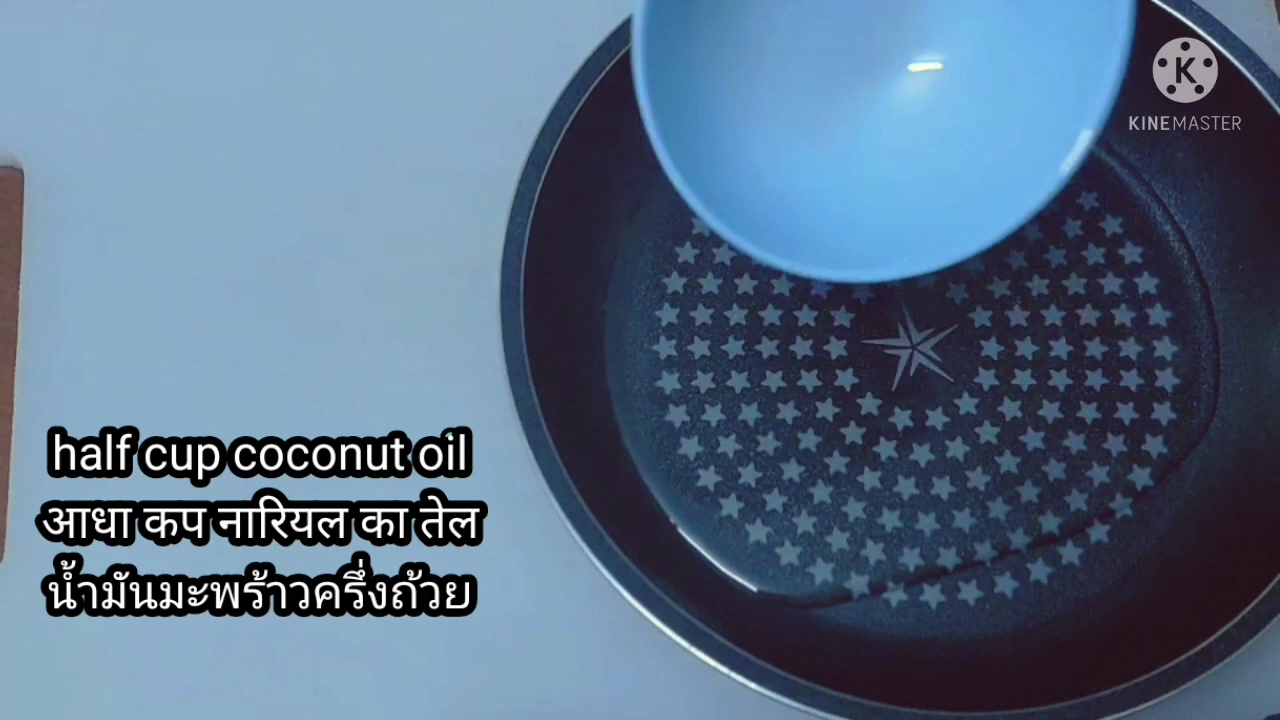 K
KINEMASTER
half cup coconut oil
आधा कप नारियल का तेल
น้ำมันมะพร้าวครึ่งถ้วย